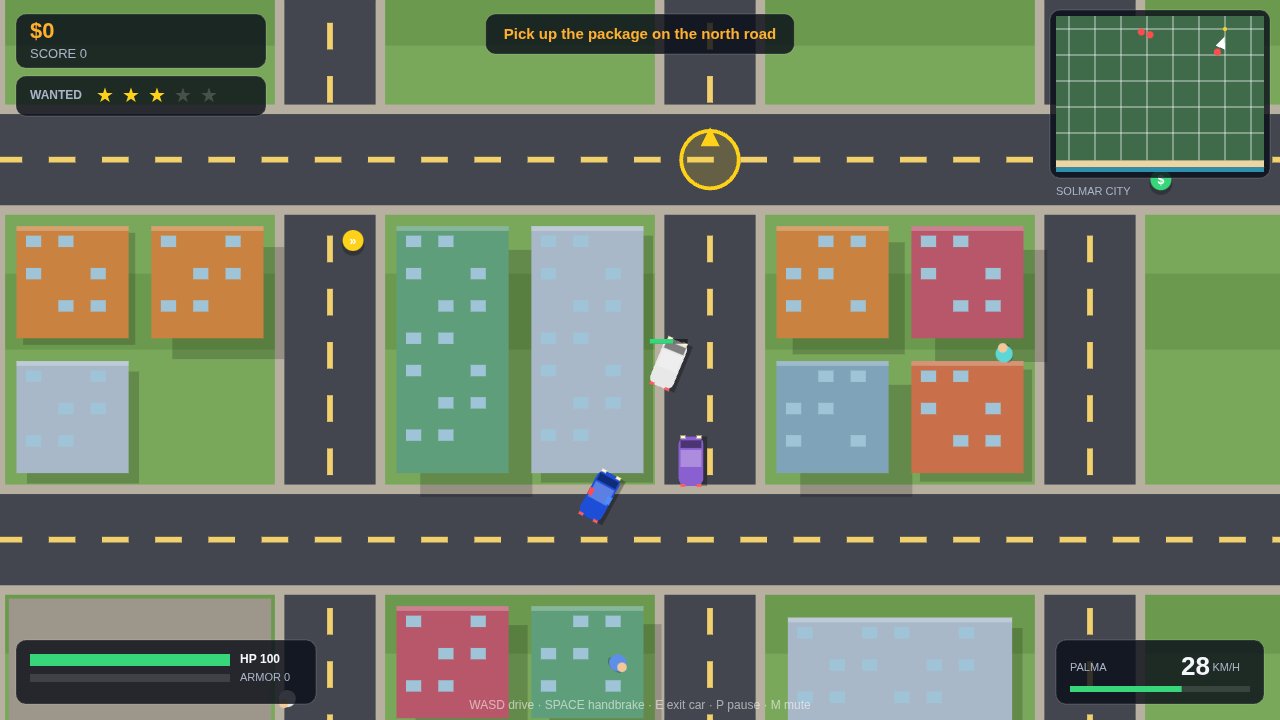 $0
SCORE 0
WANTED ★ ★ ★ ★ ★
Pick up the package on the north road
$
SOLMAR CITY
»
HP 100
ARMOR 0
PALMA 28 KM/H
WASD drive · SPACE handbrake · E exit car · P pause · M mute